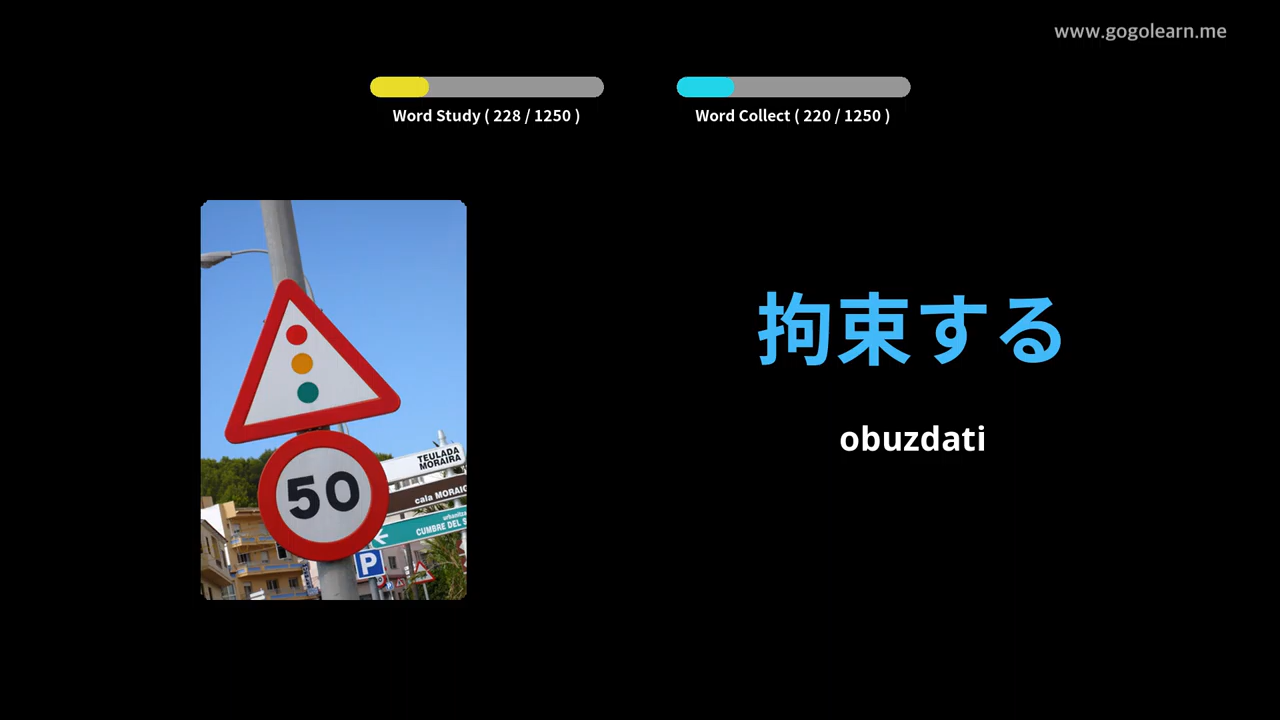 www.gogolearn.me
Word Study ( 228 / 1250 )
Word Collect ( 220 / 1250 )
拘束する
obuzdati
50
TEULADA
MORAIRA
cala MORAIG
CUMBRE DEL S
P